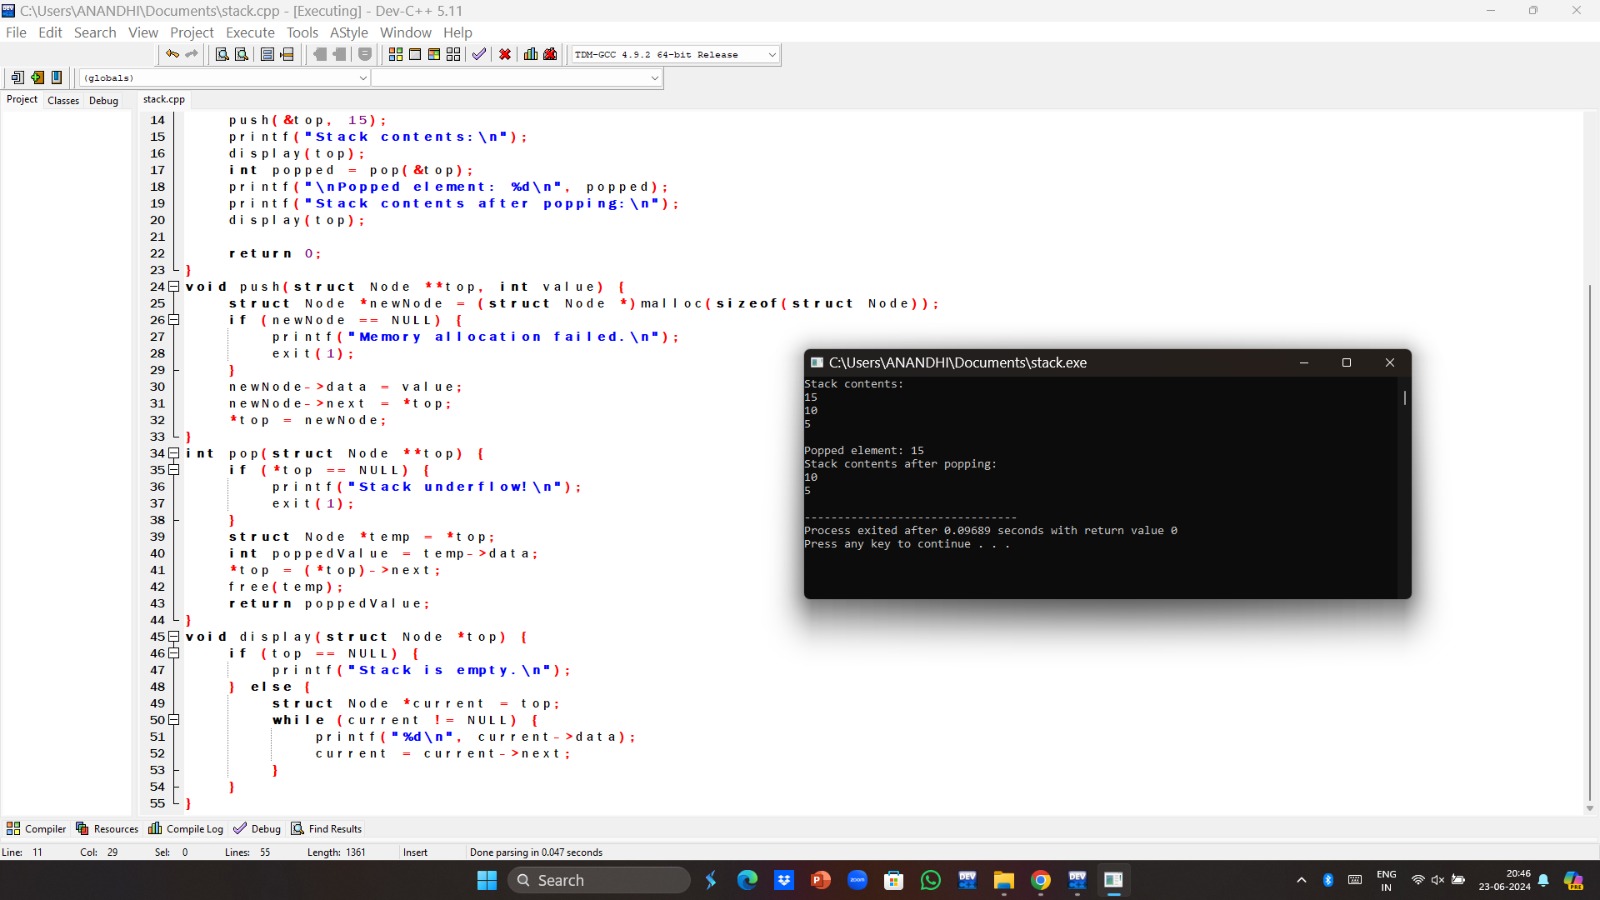 C:\Users\ANANDHI\Documents\stack.cpp - [Executing] - Dev-C++ 5.11
File Edit Search View Project Execute Tools AStyle Window Help
TDM-GCC 4.9.2 64-bit Release
(globals)
Project Classes Debug
stack.cpp
14 push(&top, 15);
15 printf("Stack contents:\n");
16 display(top);
17 int popped = pop(&top);
18 printf("\nPopped element: %d\n", popped);
19 printf("Stack contents after popping:\n");
20 display(top);
21
22 return 0;
23 }
24 void push(struct Node **top, int value) {
25 struct Node *newNode = (struct Node *)malloc(sizeof(struct Node));
26 if (newNode == NULL) {
27 printf("Memory allocation failed.\n");
28 exit(1);
29 }
30 newNode->data = value;
31 newNode->next = *top;
32 *top = newNode;
33 }
34 int pop(struct Node **top) {
35 if (*top == NULL) {
36 printf("Stack underflow!\n");
37 exit(1);
38 }
39 struct Node *temp = *top;
40 int poppedValue = temp->data;
41 *top = (*top)->next;
42 free(temp);
43 return poppedValue;
44 }
45 void display(struct Node *top) {
46 if (top == NULL) {
47 printf("Stack is empty.\n");
48 } else {
49 struct Node *current = top;
50 while (current != NULL) {
51 printf("%d\n", current->data);
52 current = current->next;
53 }
54 }
55 }
C:\Users\ANANDHI\Documents\stack.exe
Stack contents:
15
10
5
Popped element: 15
Stack contents after popping:
10
5
--------------------------------
Process exited after 0.09689 seconds with return value 0
Press any key to continue . . .
Compiler Resources Compile Log Debug Find Results
Line: 11 Col: 29 Sel: 0 Lines: 55 Length: 1361 Insert Done parsing in 0.047 seconds
Search
ENG
IN
20:46
23-06-2024